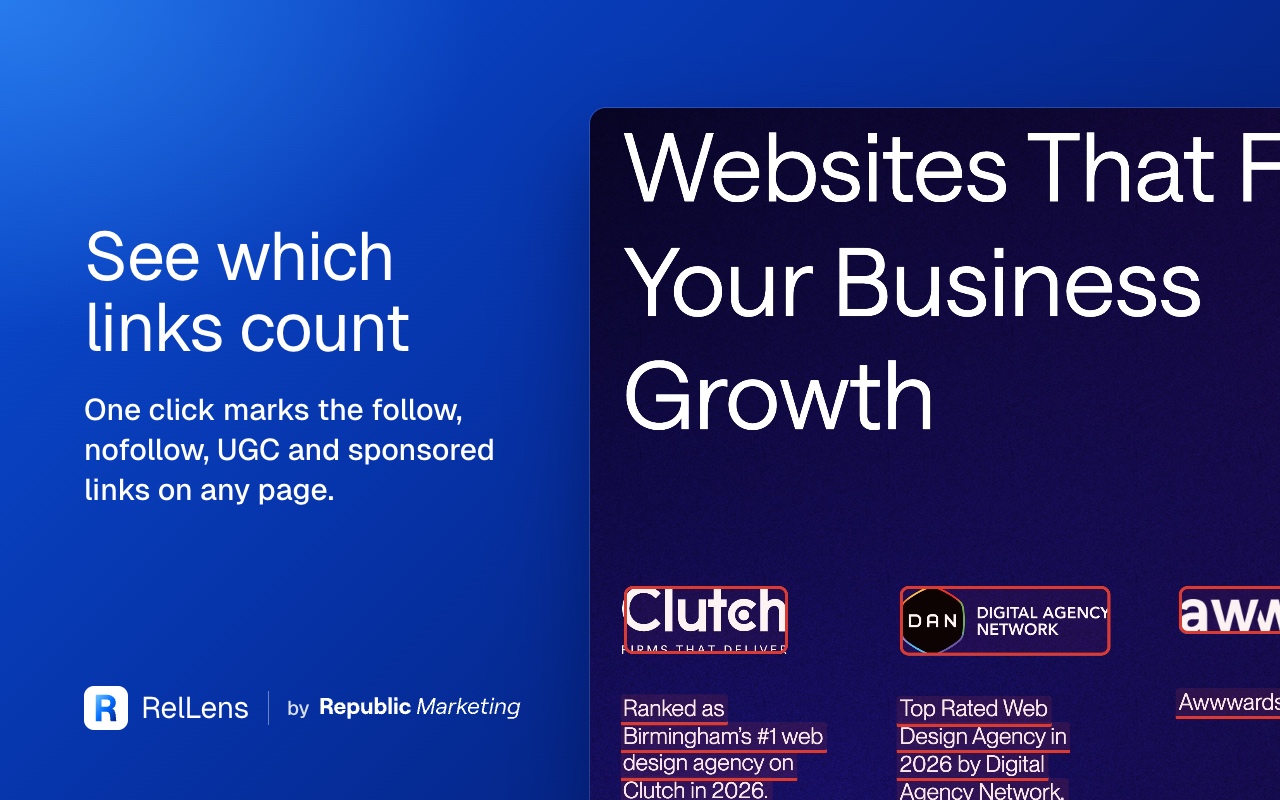 See which
links count
One click marks the follow,
nofollow, UGC and sponsored
links on any page.
R RelLens by Republic Marketing
Websites That F
Your Business
Growth
Clutch
FIRMS THAT DELIVER
DAN DIGITAL AGENCY
NETWORK
aww
Ranked as
Birmingham's #1 web
design agency on
Clutch in 2026.
Top Rated Web
Design Agency in
2026 by Digital
Agency Network.
Awwwards